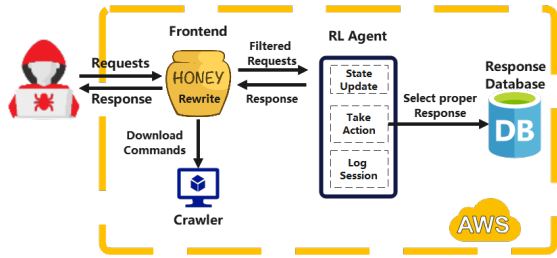 Frontend
RL Agent
Requests
Response
HONEY
Rewrite
Filtered
Requests
Response
State
Update
Take
Action
Log
Session
Select proper
Response
Response
Database
DB
Download
Commands
Crawler
AWS